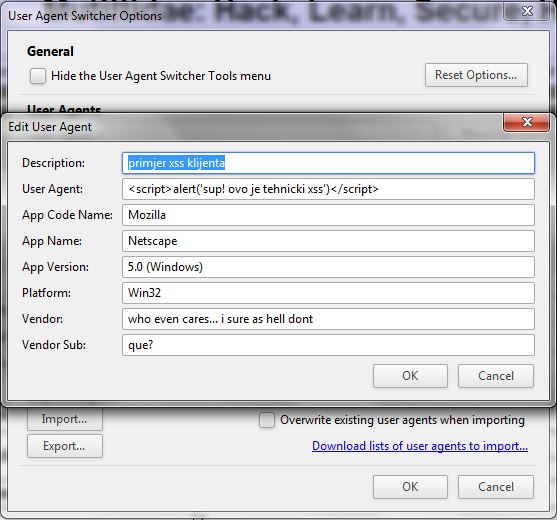 User Agent Switcher Options
General
Hide the User Agent Switcher Tools menu
Reset Options...
User Agents
Edit User Agent
Description: primjer xss klijenta
User Agent: <script>alert('sup! ovo je tehnicki xss')</script>
App Code Name: Mozilla
App Name: Netscape
App Version: 5.0 (Windows)
Platform: Win32
Vendor: who even cares... i sure as hell dont
Vendor Sub: que?
OK Cancel
Import... Overwrite existing user agents when importing
Export... Download lists of user agents to import...
OK Cancel